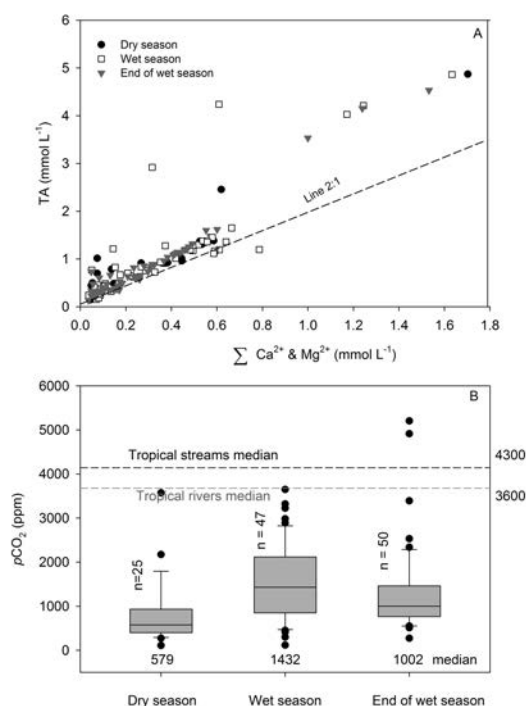 A
Dry season
Wet season
End of wet season
TA
(mmol L⁻¹)
6
5
4
3
2
1
0
Line 2:1
0.0 0.2 0.4 0.6 0.8 1.0 1.2 1.4 1.6 1.8
∑ Ca²⁺ & Mg²⁺ (mmol L⁻¹)
B
pCO₂ (ppm)
6000
5000
4000
3000
2000
1000
0
Tropical streams median
4300
Tropical rivers median
3600
n=25
n = 47
n = 50
579 1432 1002 median
Dry season Wet season End of wet season